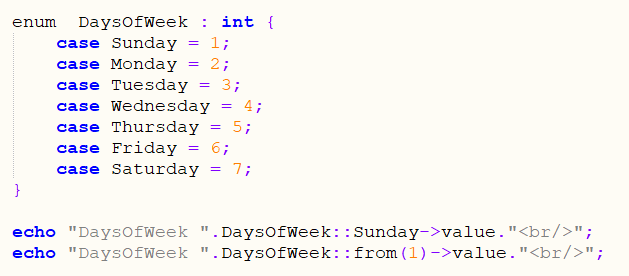 enum  DaysOfWeek : int {
    case Sunday = 1;
    case Monday = 2;
    case Tuesday = 3;
    case Wednesday = 4;
    case Thursday = 5;
    case Friday = 6;
    case Saturday = 7;
}

echo "DaysOfWeek ".DaysOfWeek::Sunday->value."<br/>";
echo "DaysOfWeek ".DaysOfWeek::from(1)->value."<br/>";